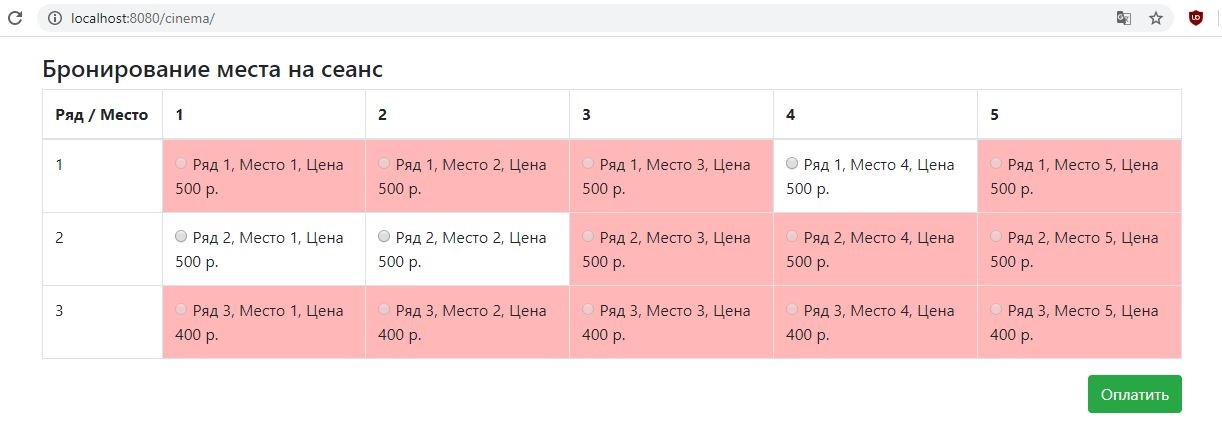 localhost:8080/cinema/
Бронирование места на сеанс
Ряд / Место 1 2 3 4 5
1 Ряд 1, Место 1, Цена 500 р. Ряд 1, Место 2, Цена 500 р. Ряд 1, Место 3, Цена 500 р. Ряд 1, Место 4, Цена 500 р. Ряд 1, Место 5, Цена 500 р.
2 Ряд 2, Место 1, Цена 500 р. Ряд 2, Место 2, Цена 500 р. Ряд 2, Место 3, Цена 500 р. Ряд 2, Место 4, Цена 500 р. Ряд 2, Место 5, Цена 500 р.
3 Ряд 3, Место 1, Цена 400 р. Ряд 3, Место 2, Цена 400 р. Ряд 3, Место 3, Цена 400 р. Ряд 3, Место 4, Цена 400 р. Ряд 3, Место 5, Цена 400 р.
Оплатить